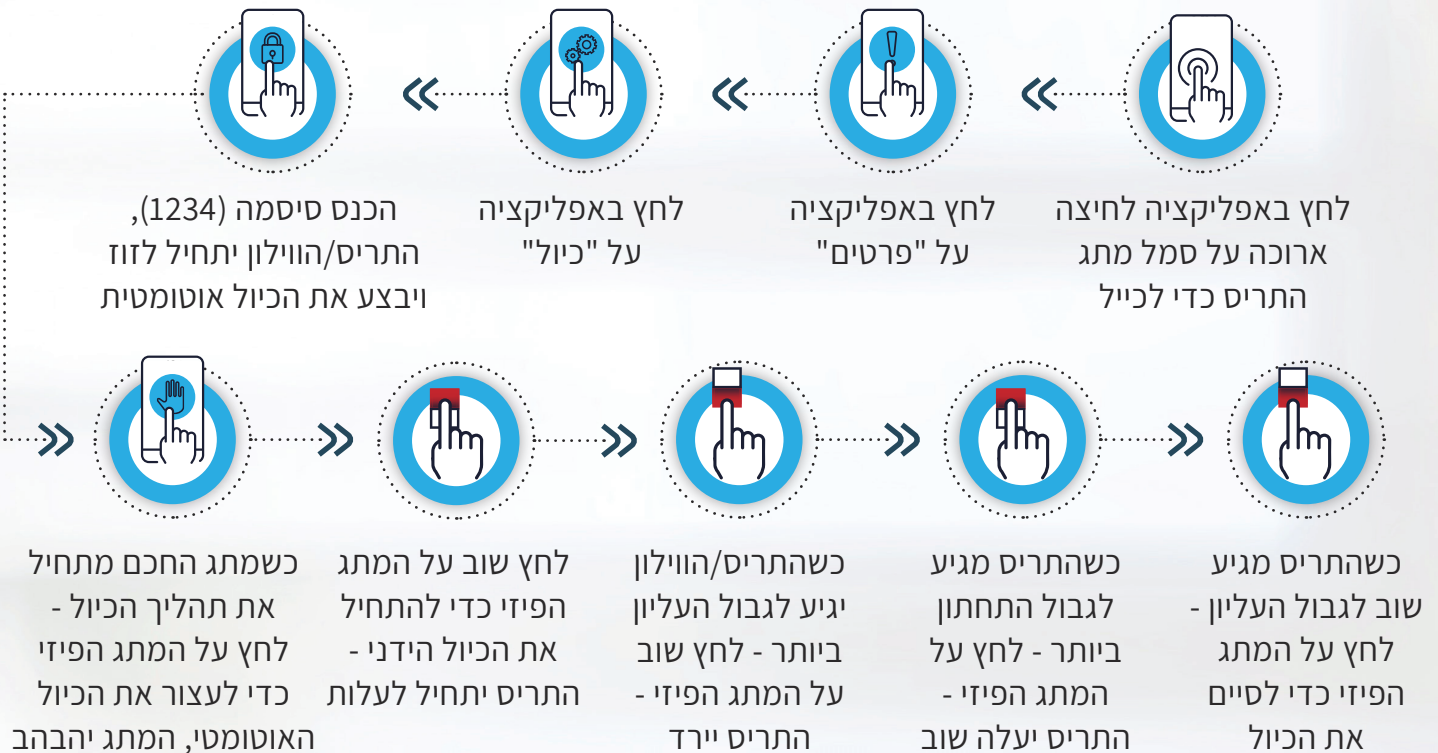 לחץ באפליקציה לחיצה
ארוכה על סמל מתג
התריס כדי לכייל
לחץ באפליקציה
על "פרטים"
לחץ באפליקציה
על "כיול"
הכנס סיסמה (1234),
התריס/הווילון יתחיל לזוז
ויבצע את הכיול אוטומטית
כשמתג החכם מתחיל
את תהליך הכיול -
לחץ על המתג הפיזי
כדי לעצור את הכיול
האוטומטי, המתג יהבהב
לחץ שוב על המתג
הפיזי כדי להתחיל
את הכיול הידני -
התריס יתחיל לעלות
כשהתריס/הווילון
יגיע לגבול העליון
ביותר - לחץ שוב
על המתג הפיזי -
התריס יירד
כשהתריס מגיע
לגבול התחתון
ביותר - לחץ על
המתג הפיזי -
התריס יעלה שוב
כשהתריס מגיע
שוב לגבול העליון -
לחץ על המתג
הפיזי כדי לסיים
את הכיול